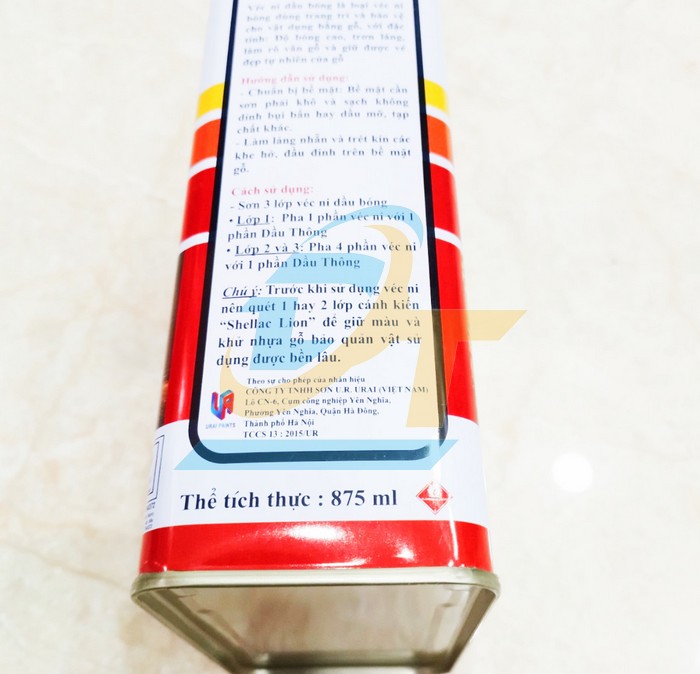 Véc ni dầu bóng là loại véc ni
bóng dùng trang trí và bảo vệ
cho vật dụng bằng gỗ, với đặc
tính: Độ bóng cao, trơn láng,
làm rõ vân gỗ và giữ được vẻ
đẹp tự nhiên của gỗ.
Hướng dẫn sử dụng:
- Chuẩn bị bề mặt: Bề mặt cần
sơn phải khô và sạch không
dính bụi bẩn hay dầu mỡ, tạp
chất khác.
- Làm láng nhẵn và trét kín các
khe hở, đầu đinh trên bề mặt
gỗ.
Cách sử dụng:
- Sơn 3 lớp véc ni dầu bóng
• Lớp 1: Pha 1 phần véc ni với 1
phần Dầu Thông
• Lớp 2 và 3: Pha 4 phần véc ni
với 1 phần Dầu Thông
Chú ý: Trước khi sử dụng véc ni
nên quét 1 hay 2 lớp cánh kiến
“Shellac Lion” để giữ màu và
khử nhựa gỗ bảo quản vật sử
dụng được bền lâu.
Theo sự cho phép của nhãn hiệu
CÔNG TY TNHH SƠN U.R. URAI (VIỆT NAM)
Lô CN-6, Cụm công nghiệp Yên Nghĩa,
Phường Yên Nghĩa, Quận Hà Đông,
Thành phố Hà Nội
TCCS 13 : 2015/UR
URAI PAINTS
Thể tích thực : 875 ml